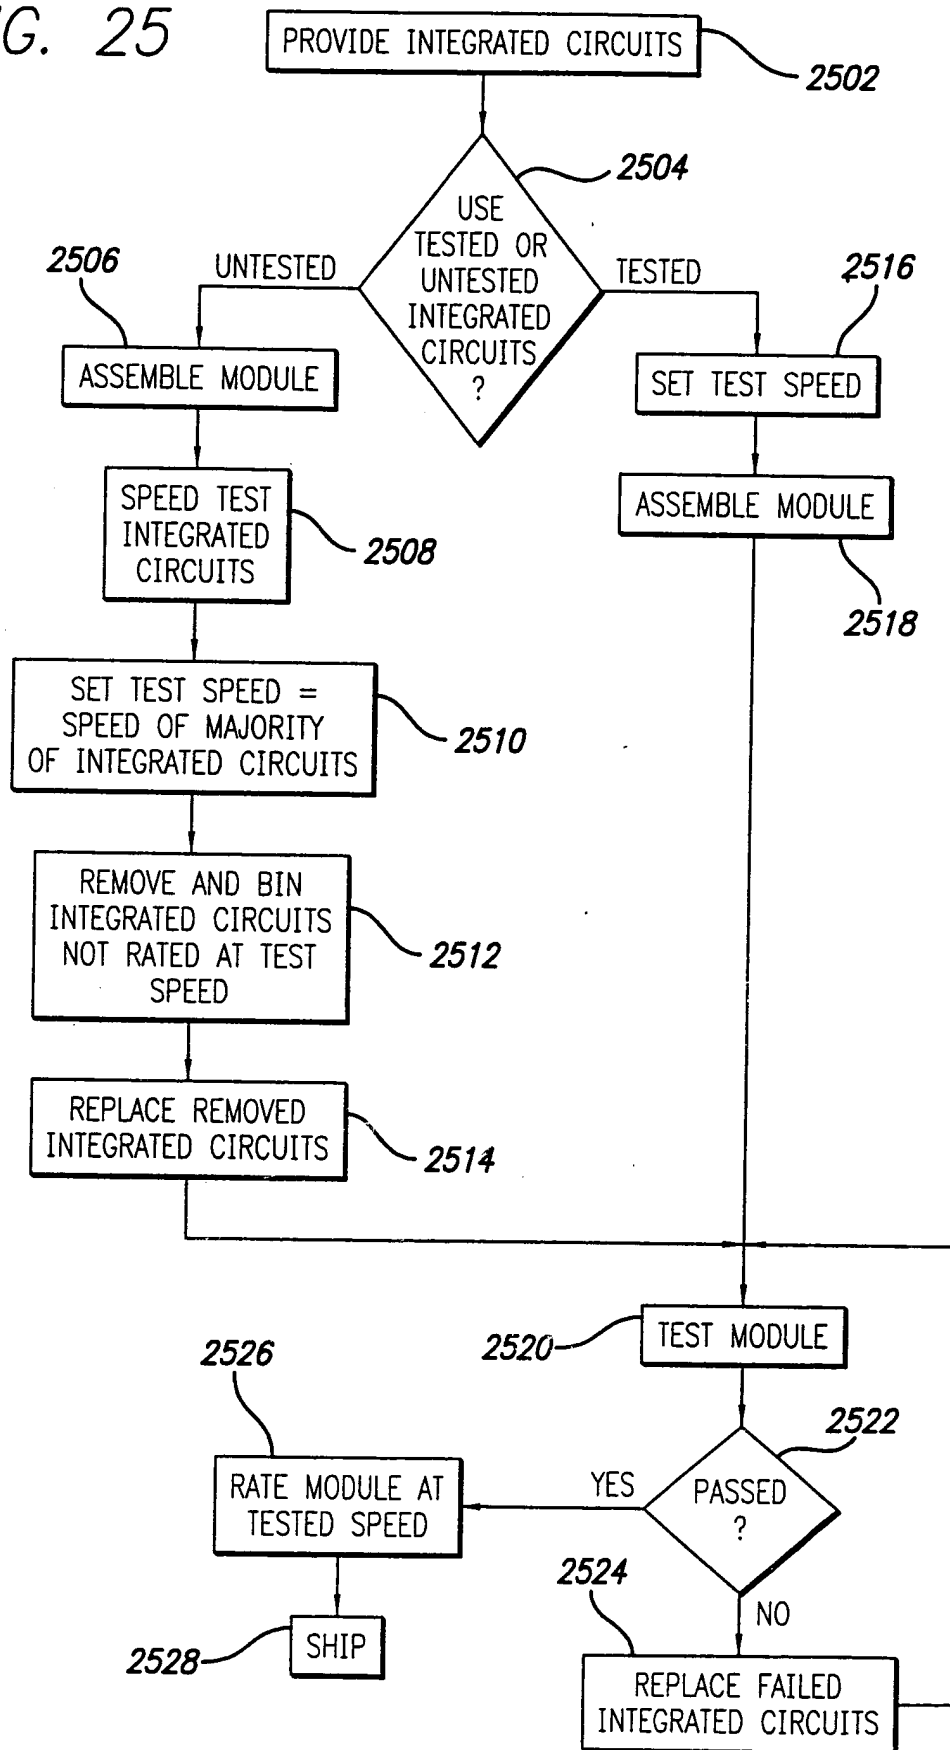 G. 25
PROVIDE INTEGRATED CIRCUITS
2502
2504
USE
TESTED OR
UNTESTED
INTEGRATED
CIRCUITS
?
UNTESTED
TESTED
2506
2516
ASSEMBLE MODULE
SET TEST SPEED
SPEED TEST
INTEGRATED
CIRCUITS
2508
ASSEMBLE MODULE
2518
SET TEST SPEED =
SPEED OF MAJORITY
OF INTEGRATED CIRCUITS
2510
REMOVE AND BIN
INTEGRATED CIRCUITS
NOT RATED AT TEST
SPEED
2512
REPLACE REMOVED
INTEGRATED CIRCUITS
2514
2520
TEST MODULE
2526
2522
RATE MODULE AT
TESTED SPEED
YES
PASSED
?
2524
NO
2528
SHIP
REPLACE FAILED
INTEGRATED CIRCUITS